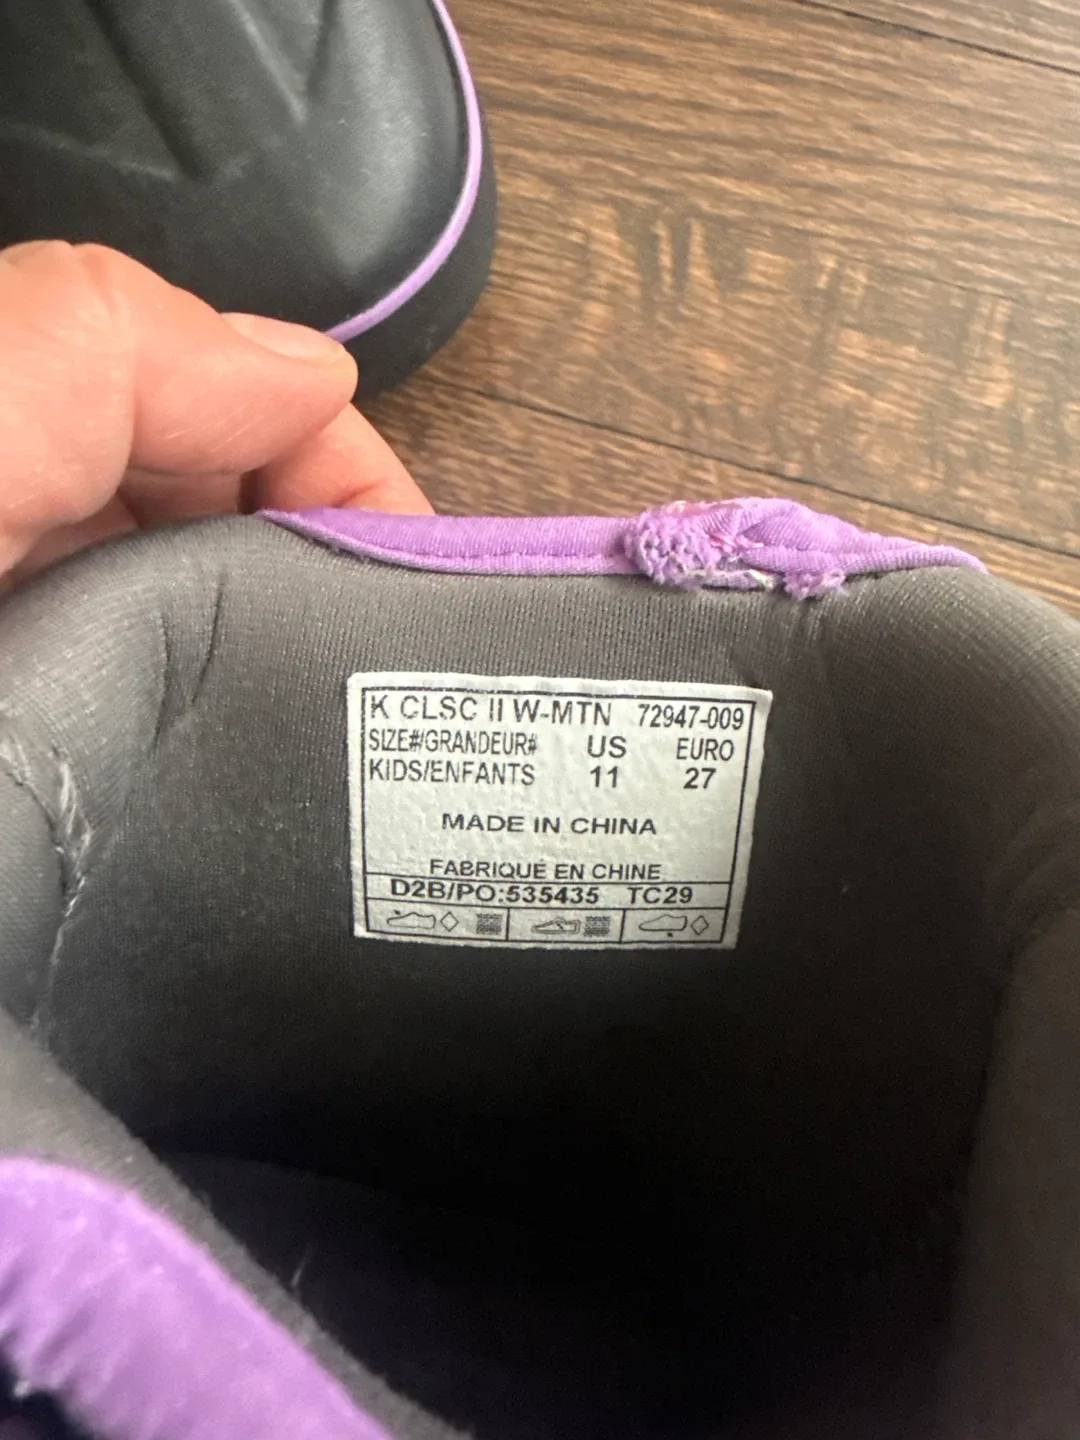 K CLSC II W-MTN 72947-009
SIZE#/GRANDEUR# US EURO
KIDS/ENFANTS 11 27
MADE IN CHINA
FABRIQUÉ EN CHINE
D2B/PO:535435 TC29